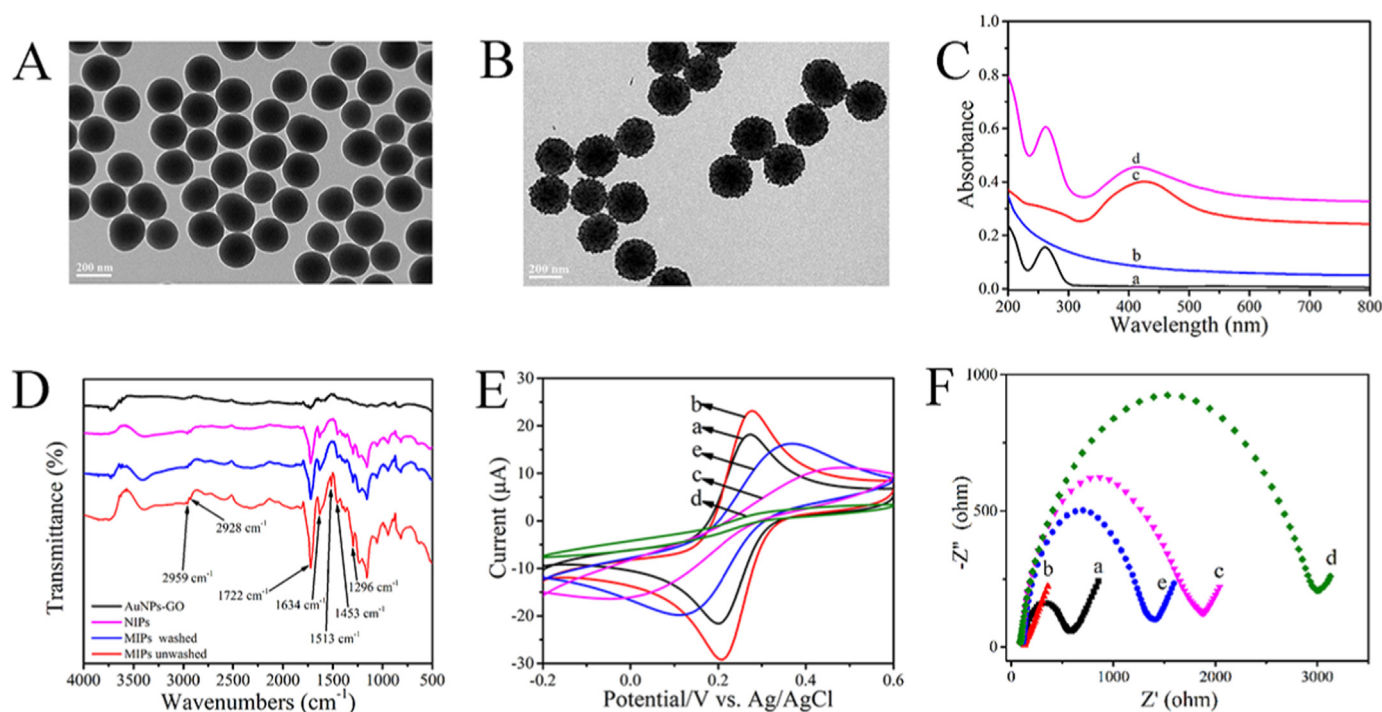 A
200 nm
B
200 nm
C
1.0
0.8
0.6
0.4
0.2
0.0
Absorbance
d
c
b
a
200 300 400 500 600 700 800
Wavelength (nm)
D
Transmittance (%)
2928 cm⁻¹
2959 cm⁻¹
1722 cm⁻¹
1634 cm⁻¹
1513 cm⁻¹
1453 cm⁻¹
1296 cm⁻¹
AuNPs-GO
NIPs
MIPs washed
MIPs unwashed
4000 3500 3000 2500 2000 1500 1000 500
Wavenumbers (cm⁻¹)
E
30
20
10
0
-10
-20
-30
Current (μA)
b
a
e
c
d
-0.2 0.0 0.2 0.4 0.6
Potential/V vs. Ag/AgCl
F
1000
500
0
-Z'' (ohm)
b
a
e
c
d
0 1000 2000 3000
Z' (ohm)